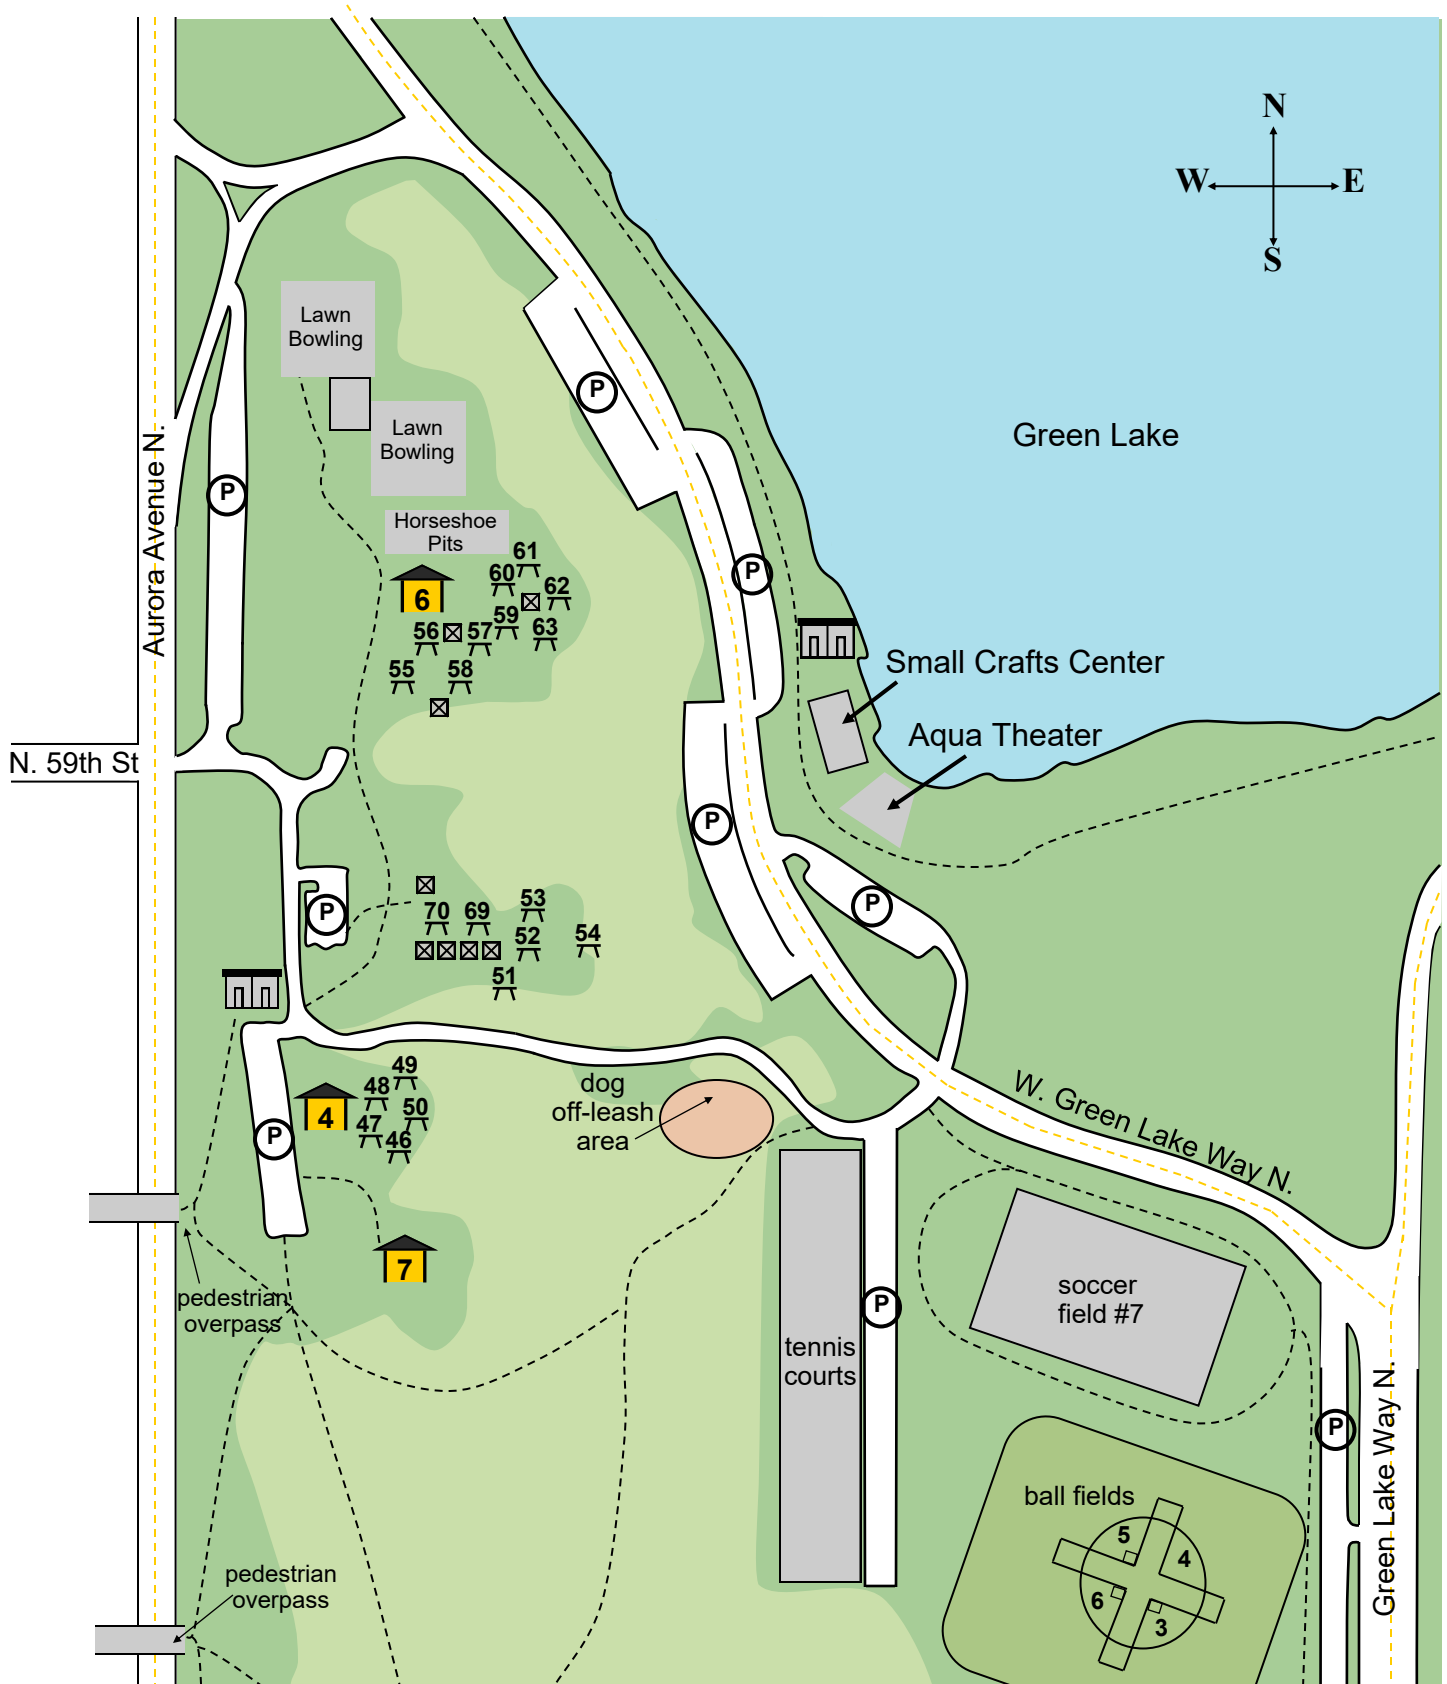 N
W
E
S
Lawn
Bowling
P
Green Lake
Lawn
Bowling
Aurora Avenue N.
P
Horseshoe
Pits
61
60
62
P
6
59
56
57
63
55
58
Small Crafts Center
Aqua Theater
N. 59th St
P
53
P
70
69
P
52
54
51
49
dog
off-leash
area
48
50
4
47
46
P
W. Green Lake Way N.
7
pedestrian
overpass
soccer
field #7
P
tennis
courts
P
Green Lake Way N.
ball fields
5
4
6
3
pedestrian
overpass